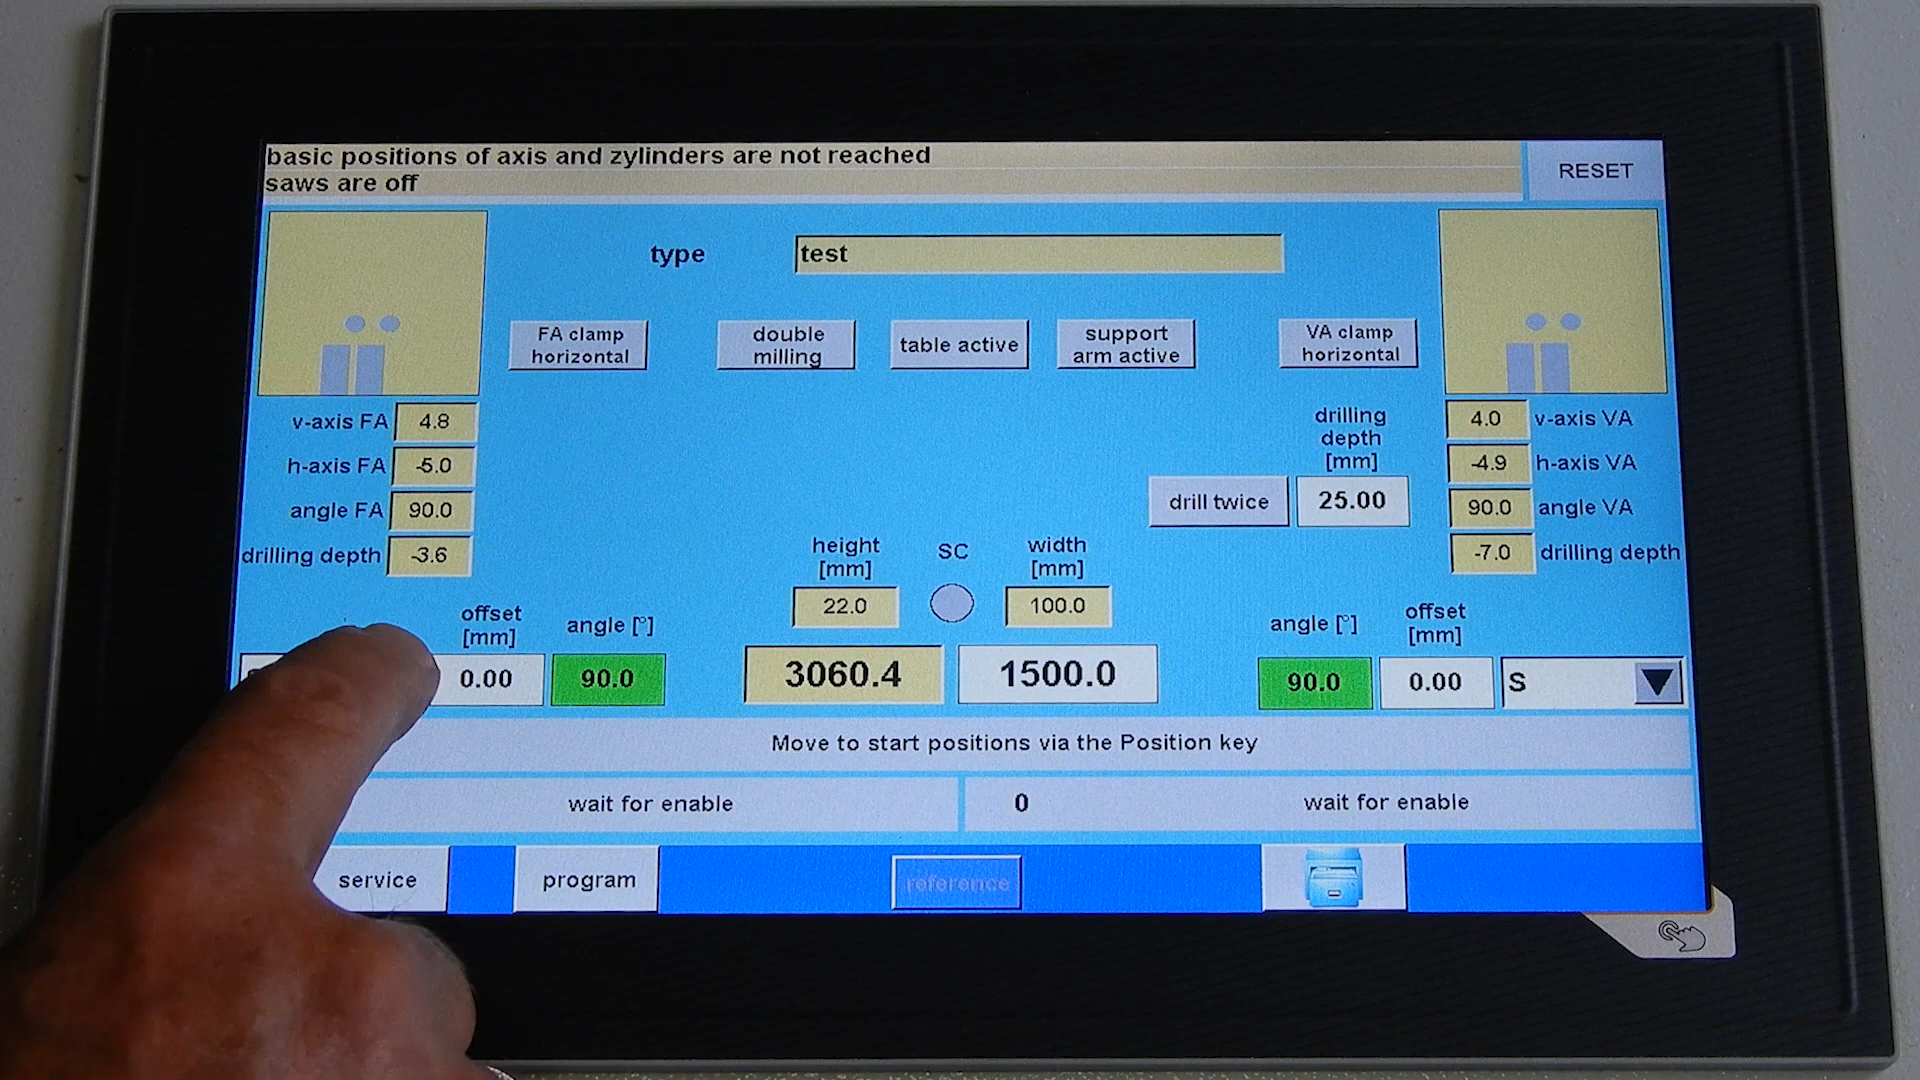 basic positions of axis and zylinders are not reached
saws are off
RESET
type
test
FA clamp
horizontal
double
milling
table active
support
arm active
VA clamp
horizontal
v-axis FA 4.8
h-axis FA -5.0
angle FA 90.0
drilling depth -3.6
drilling
depth
[mm]
drill twice
25.00
4.0 v-axis VA
-4.9 h-axis VA
90.0 angle VA
-7.0 drilling depth
height
[mm]
22.0
SC
width
[mm]
100.0
offset
[mm]
0.00
angle [°]
90.0
3060.4
1500.0
angle [°]
90.0
offset
[mm]
0.00
S
Move to start positions via the Position key
wait for enable
0
wait for enable
service
program
reference